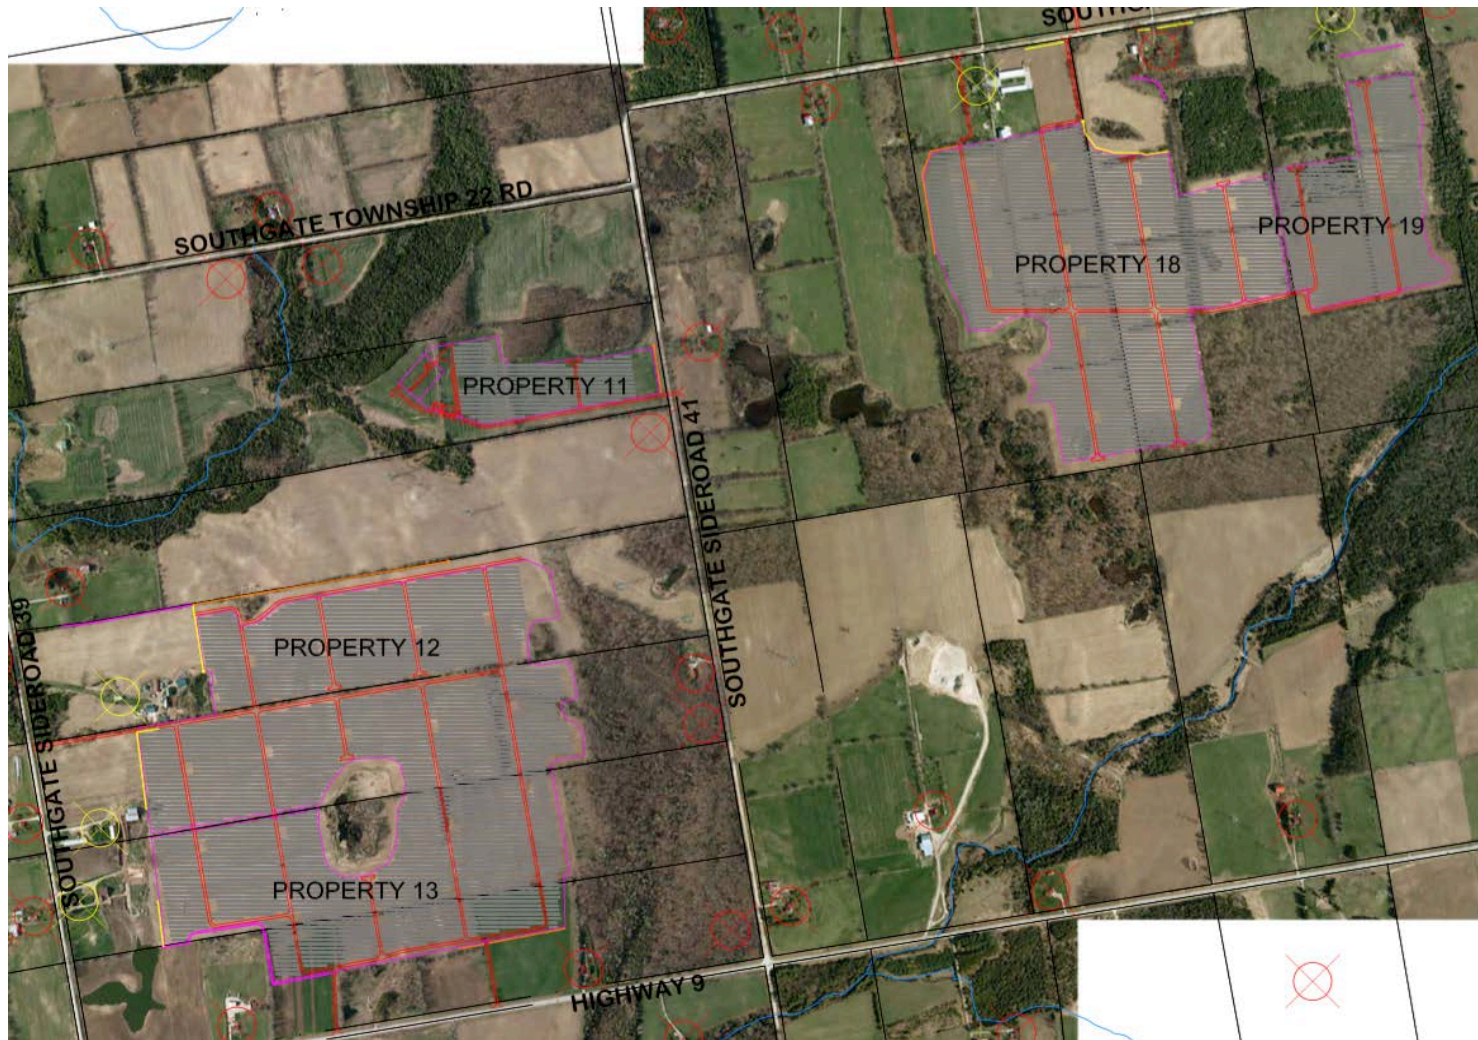 SOUTHGATE TOWNSHIP 22 RD
PROPERTY 19
PROPERTY 18
PROPERTY 11
SOUTHGATE SIDEROAD 41
SOUTHGATE SIDEROAD 39
PROPERTY 12
PROPERTY 13
HIGHWAY 9